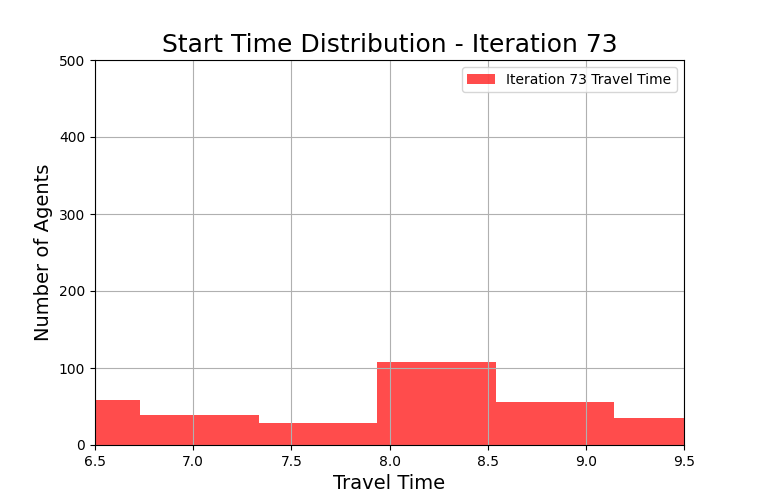 Start Time Distribution - Iteration 73
Iteration 73 Travel Time
Number of Agents
500
400
300
200
100
0
6.5 7.0 7.5 8.0 8.5 9.0 9.5
Travel Time